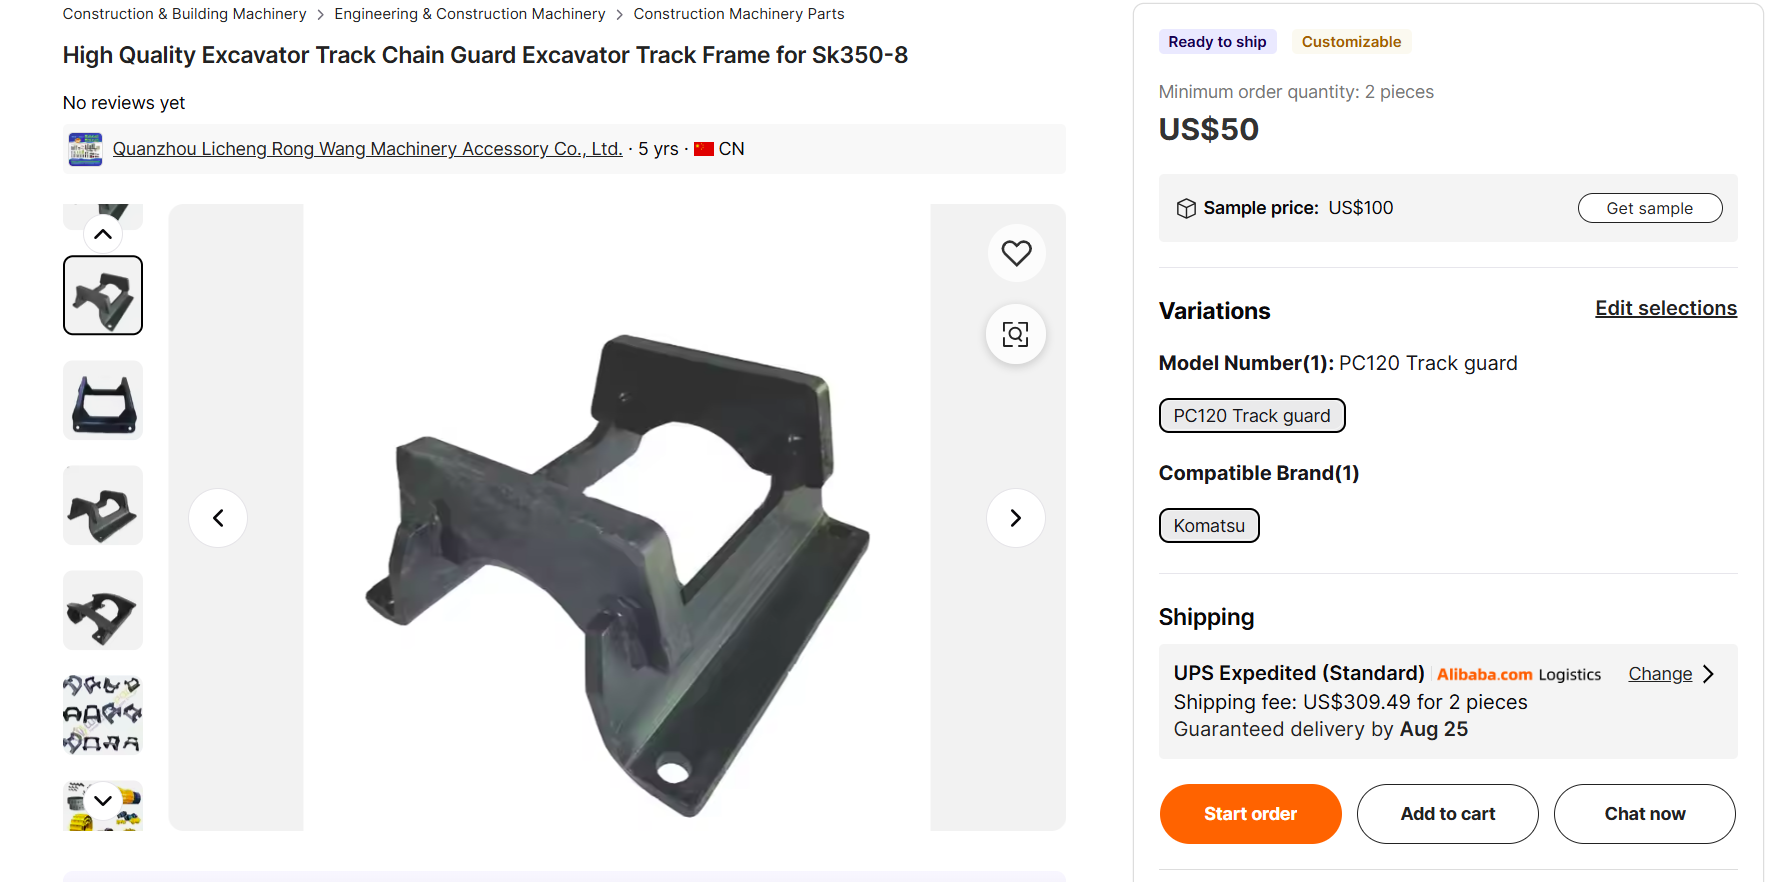 Construction & Building Machinery > Engineering & Construction Machinery > Construction Machinery Parts
High Quality Excavator Track Chain Guard Excavator Track Frame for Sk350-8
No reviews yet
Quanzhou Licheng Rong Wang Machinery Accessory Co., Ltd. · 5 yrs · CN
Ready to ship
Customizable
Minimum order quantity: 2 pieces
US$50
Sample price: US$100
Get sample
Variations
Edit selections
Model Number(1): PC120 Track guard
PC120 Track guard
Compatible Brand(1)
Komatsu
Shipping
UPS Expedited (Standard) | Alibaba.com Logistics
Change
Shipping fee: US$309.49 for 2 pieces
Guaranteed delivery by Aug 25
Start order
Add to cart
Chat now